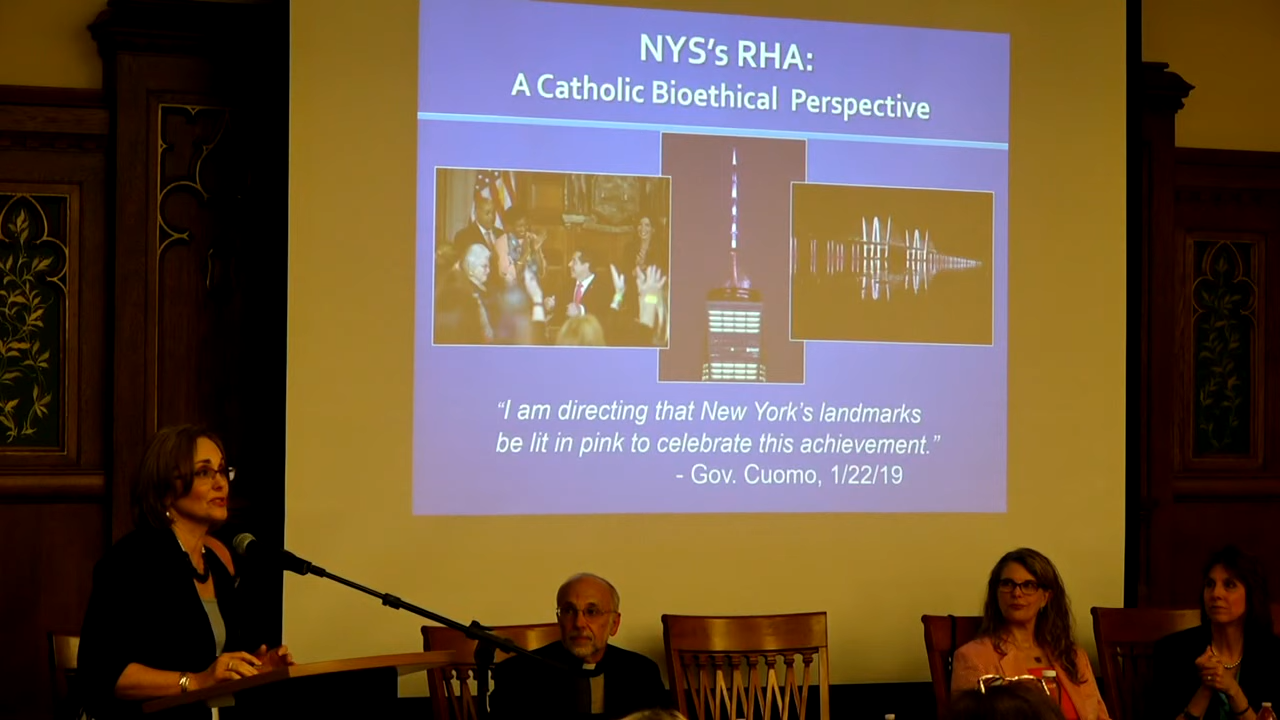 NYS's RHA:
A Catholic Bioethical Perspective
“I am directing that New York’s landmarks
be lit in pink to celebrate this achievement.”
- Gov. Cuomo, 1/22/19